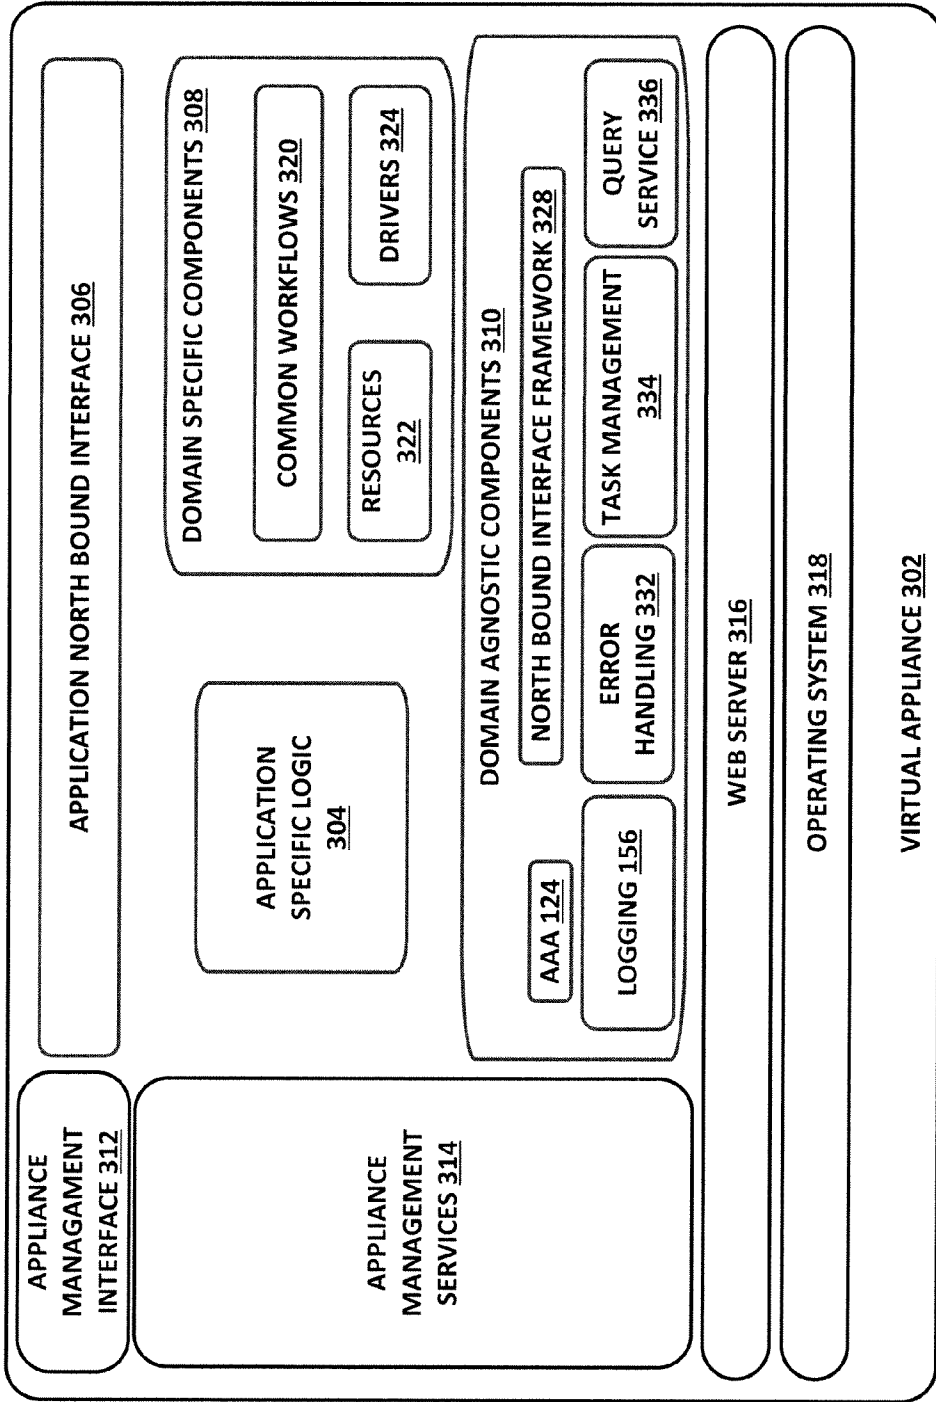 APPLIANCE
MANAGAMENT
INTERFACE 312
APPLICATION NORTH BOUND INTERFACE 306
APPLIANCE
MANAGEMENT
SERVICES 314
APPLICATION
SPECIFIC LOGIC
304
DOMAIN SPECIFIC COMPONENTS 308
COMMON WORKFLOWS 320
RESOURCES
322
DRIVERS 324
DOMAIN AGNOSTIC COMPONENTS 310
AAA 124
NORTH BOUND INTERFACE FRAMEWORK 328
LOGGING 156
ERROR
HANDLING 332
TASK MANAGEMENT
334
QUERY
SERVICE 336
WEB SERVER 316
OPERATING SYSTEM 318
VIRTUAL APPLIANCE 302